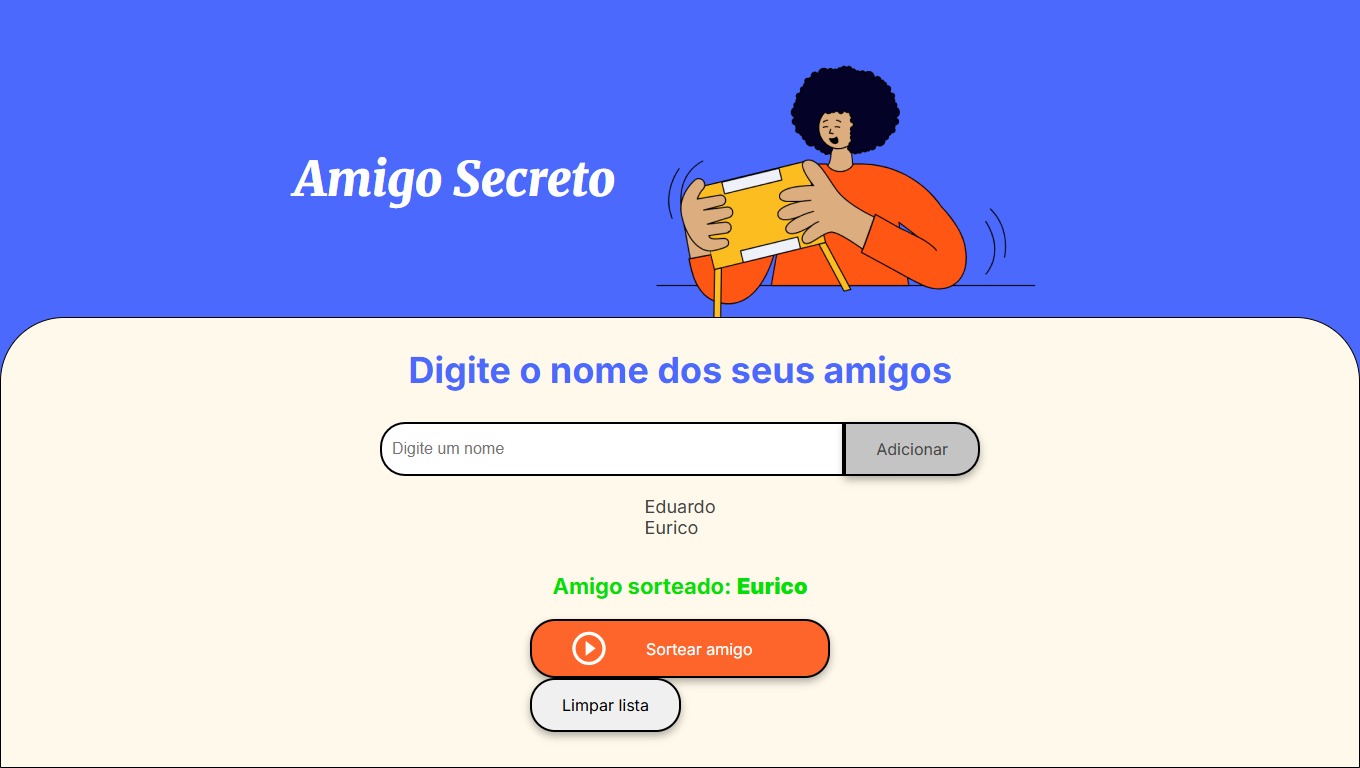 Amigo Secreto
Digite o nome dos seus amigos
Digite um nome
Adicionar
Eduardo
Eurico
Amigo sorteado: Eurico
Sortear amigo
Limpar lista